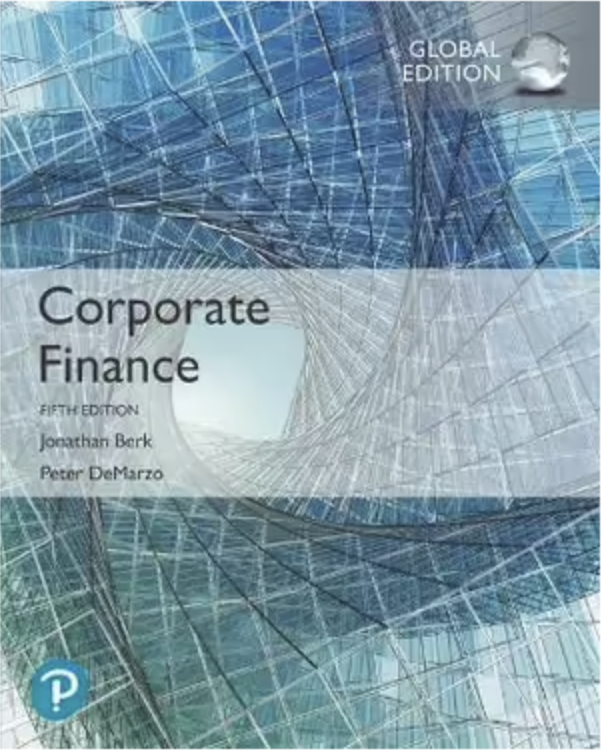 GLOBAL
EDITION
Corporate
Finance
FIFTH EDITION
Jonathan Berk
Peter DeMarzo
P